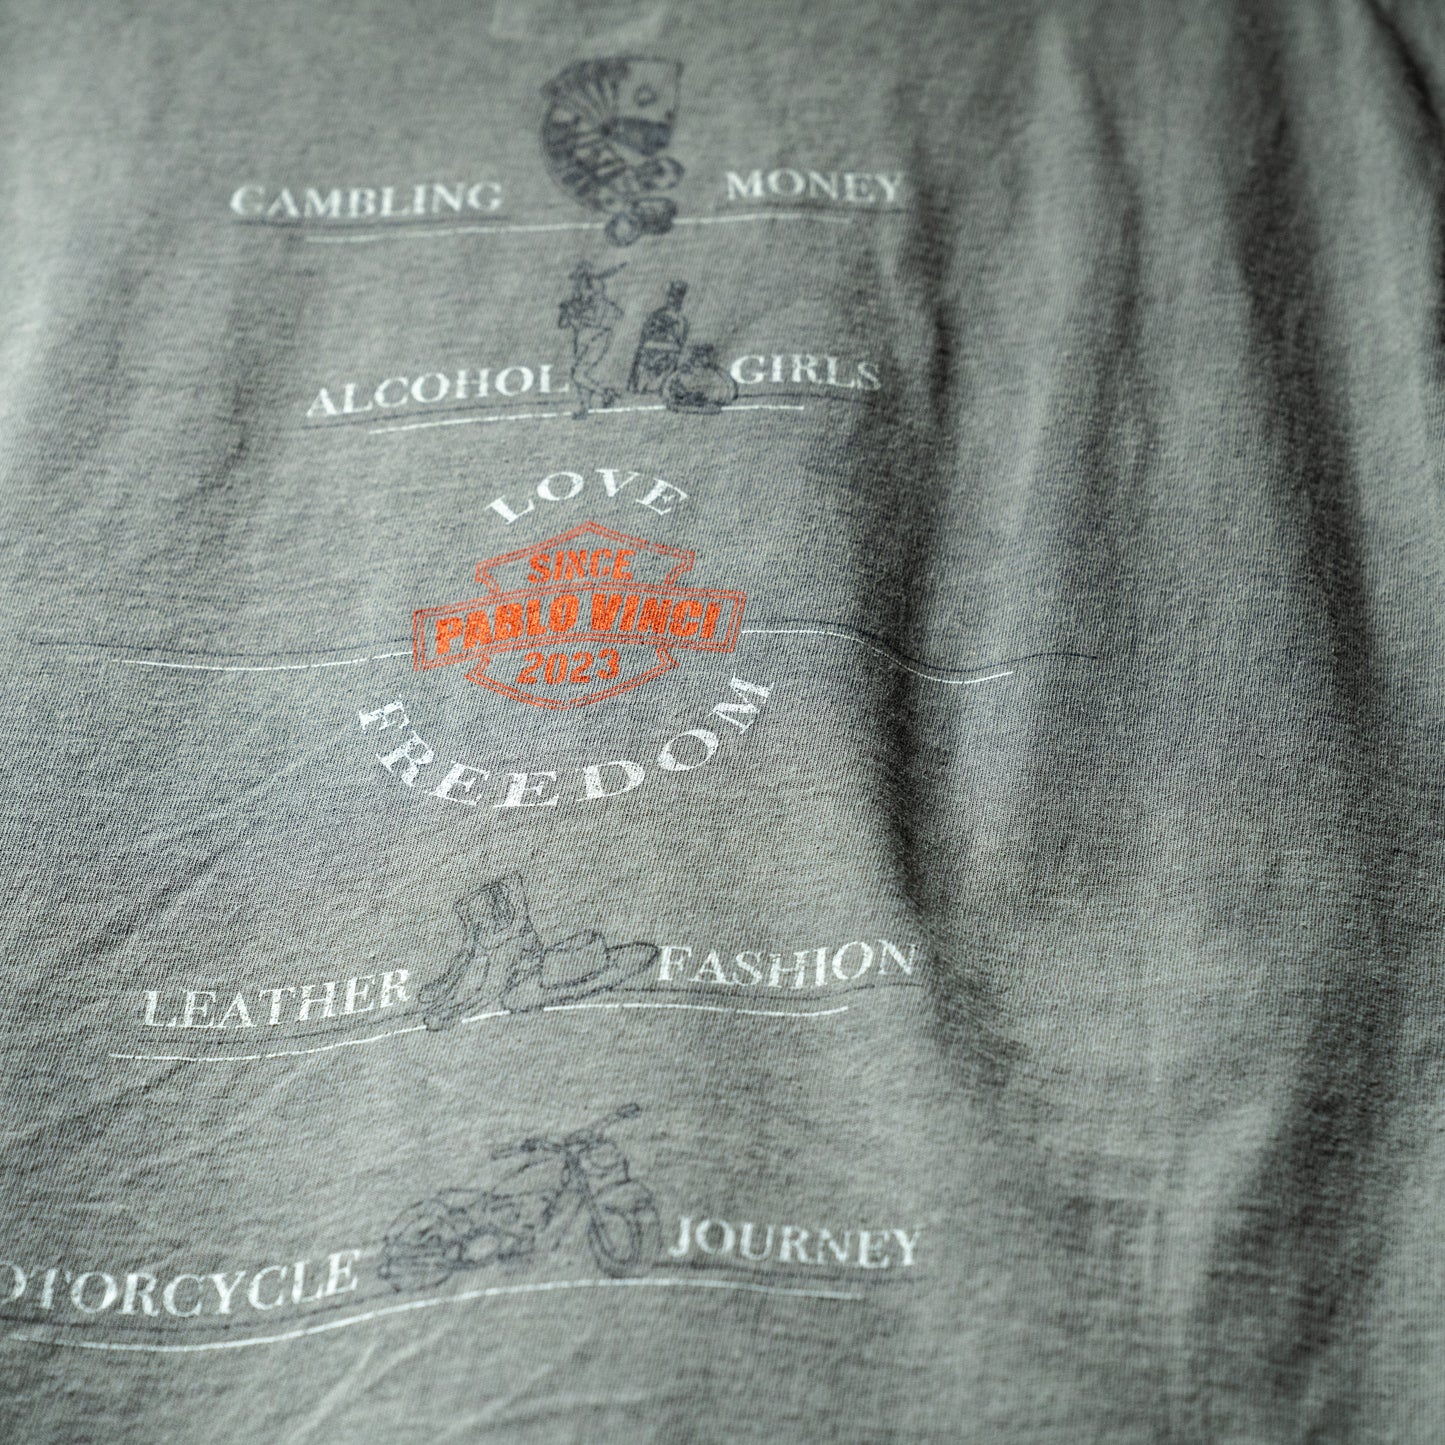 GAMBLING MONEY
ALCOHOL GIRLS
LOVE
SINCE
PABLO VINCI
2023
FREEDOM
LEATHER FASHION
OTORCYCLE JOURNEY